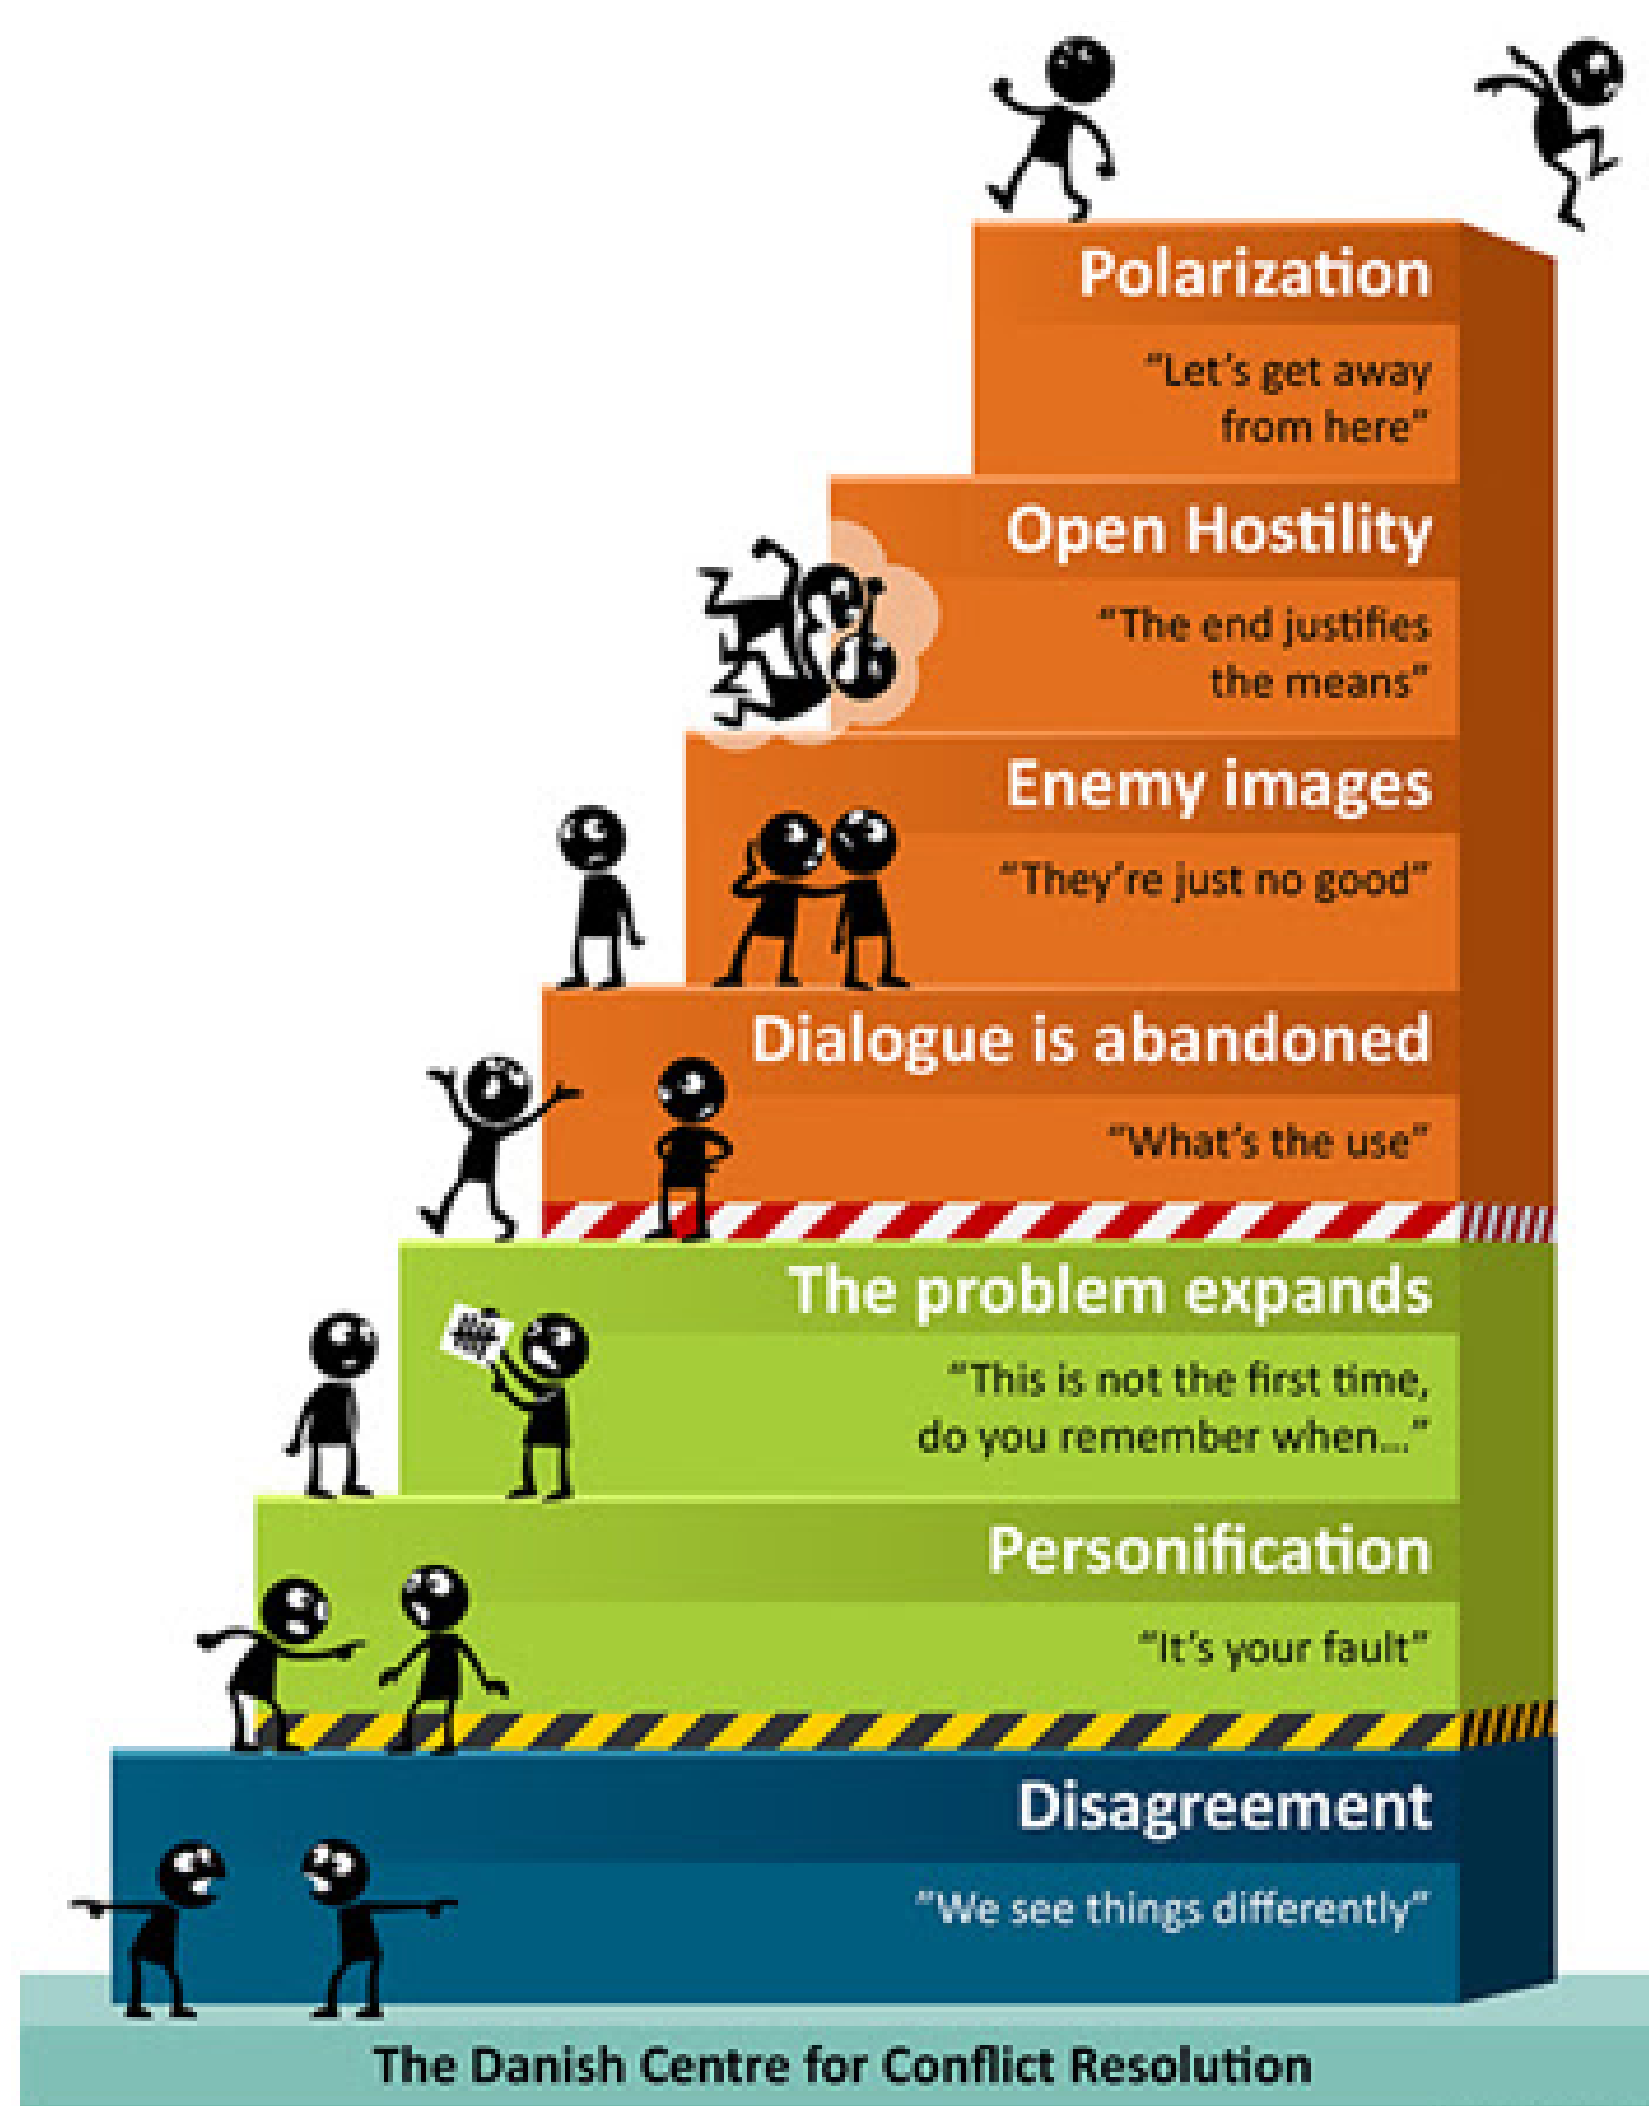 Polarization
“Let’s get away
from here”
Open Hostility
“The end justifies
the means”
Enemy images
“They’re just no good”
Dialogue is abandoned
“What’s the use”
The problem expands
“This is not the first time,
do you remember when...”
Personification
“It’s your fault”
Disagreement
“We see things differently”
The Danish Centre for Conflict Resolution